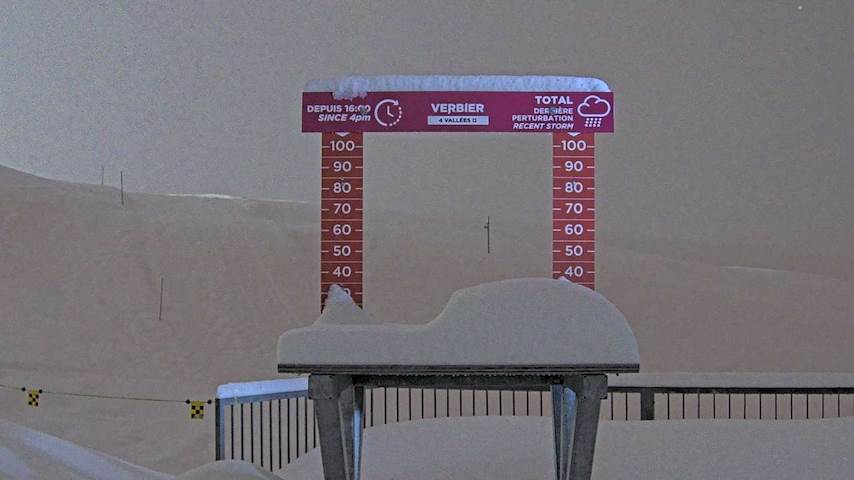 DEPUIS 16:00
SINCE 4pm
VERBIER
4 VALLÉES
TOTAL
DERNIÈRE
PERTURBATION
RECENT STORM
100
90
80
70
60
50
40
100
90
80
70
60
50
40